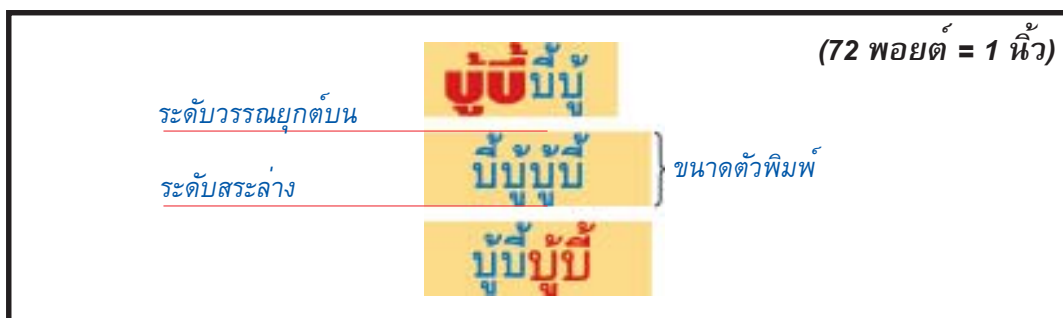 (72 พอยต์ = 1 นิ้ว)
บู้บี้บี้บู้
ระดับวรรณยุกต์บน
บี้บู้บู้บี้
ขนาดตัวพิมพ์
ระดับสระล่าง
บู้บี้บู้บี้